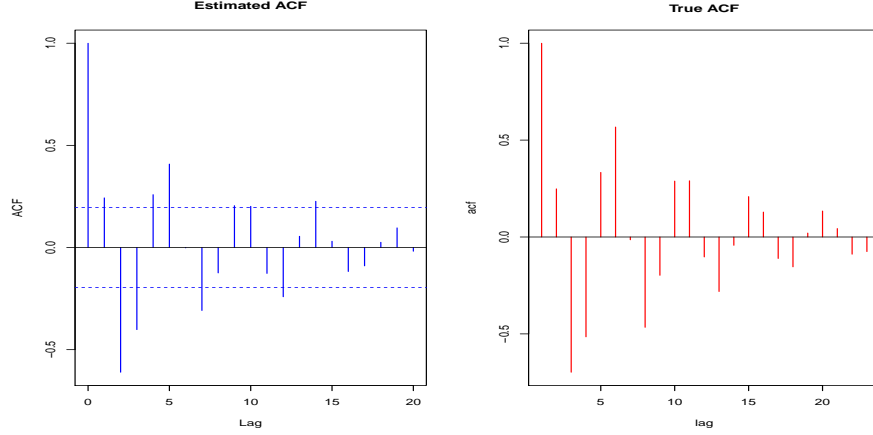 Estimated ACF
ACF
1.0
0.5
0.0
−0.5
0 5 10 15 20
Lag
True ACF
acf
1.0
0.5
0.0
−0.5
5 10 15 20
lag